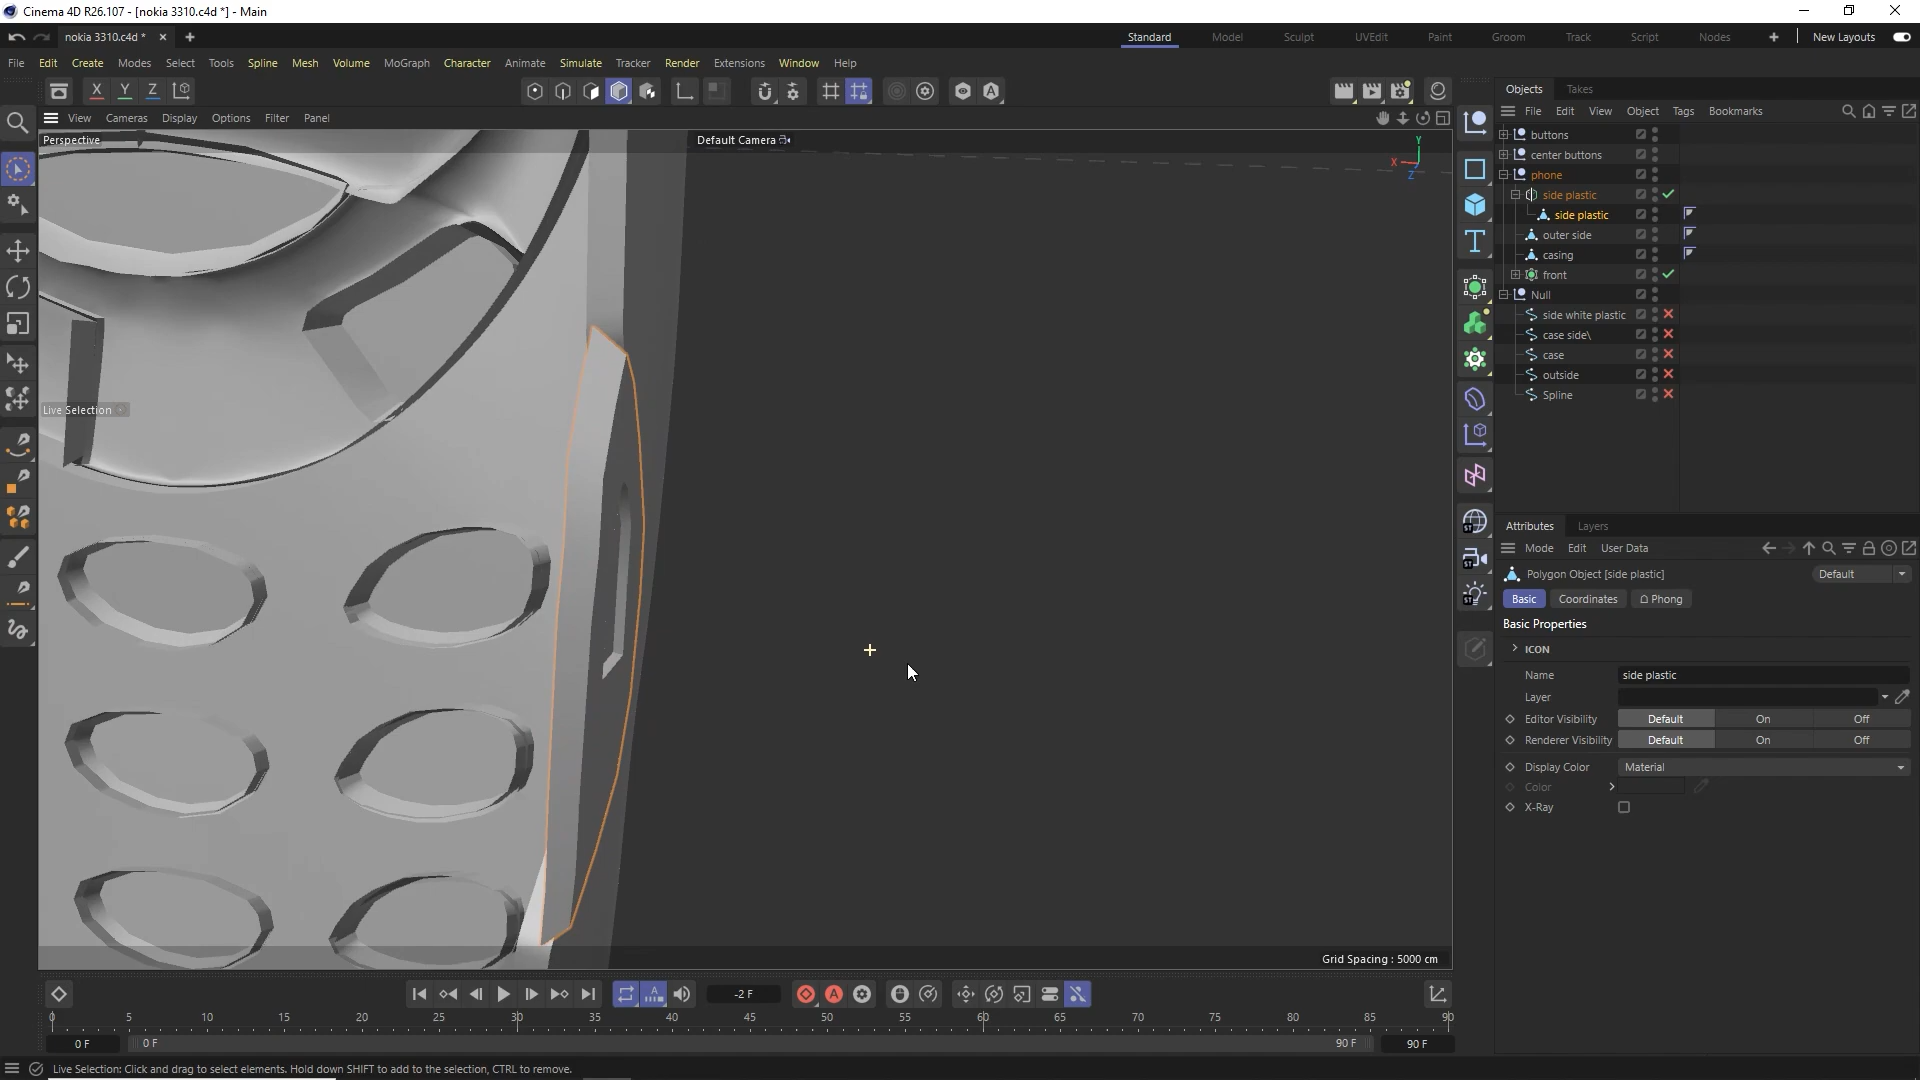 Cinema 4D R26.107 - [nokia 3310.c4d *] - Main
nokia 3310.c4d *
Standard
Model
Sculpt
UVEdit
Paint
Groom
Track
Script
Nodes
New Layouts
File Edit Create Modes Select Tools Spline Mesh Volume MoGraph Character Animate Simulate Tracker Render Extensions Window Help
X Y Z
Objects Takes
View Cameras Display Options Filter Panel
File Edit View Object Tags Bookmarks
Perspective
Default Camera
Y
X
Z
buttons
center buttons
phone
side plastic
side plastic
outer side
casing
front
Null
side white plastic
case side\
case
outside
Spline
Live Selection
Attributes Layers
Mode Edit User Data
Polygon Object [side plastic]
Default
Basic Coordinates Phong
Basic Properties
ICON
Name side plastic
Layer
Editor Visibility Default On Off
Renderer Visibility Default On Off
Display Color Material
Color
X-Ray
Grid Spacing : 5000 cm
-2 F
0 5 10 15 20 25 30 35 40 45 50 55 60 65 70 75 80 85 90
0 F 0 F 90 F 90 F
Live Selection: Click and drag to select elements. Hold down SHIFT to add to the selection, CTRL to remove.